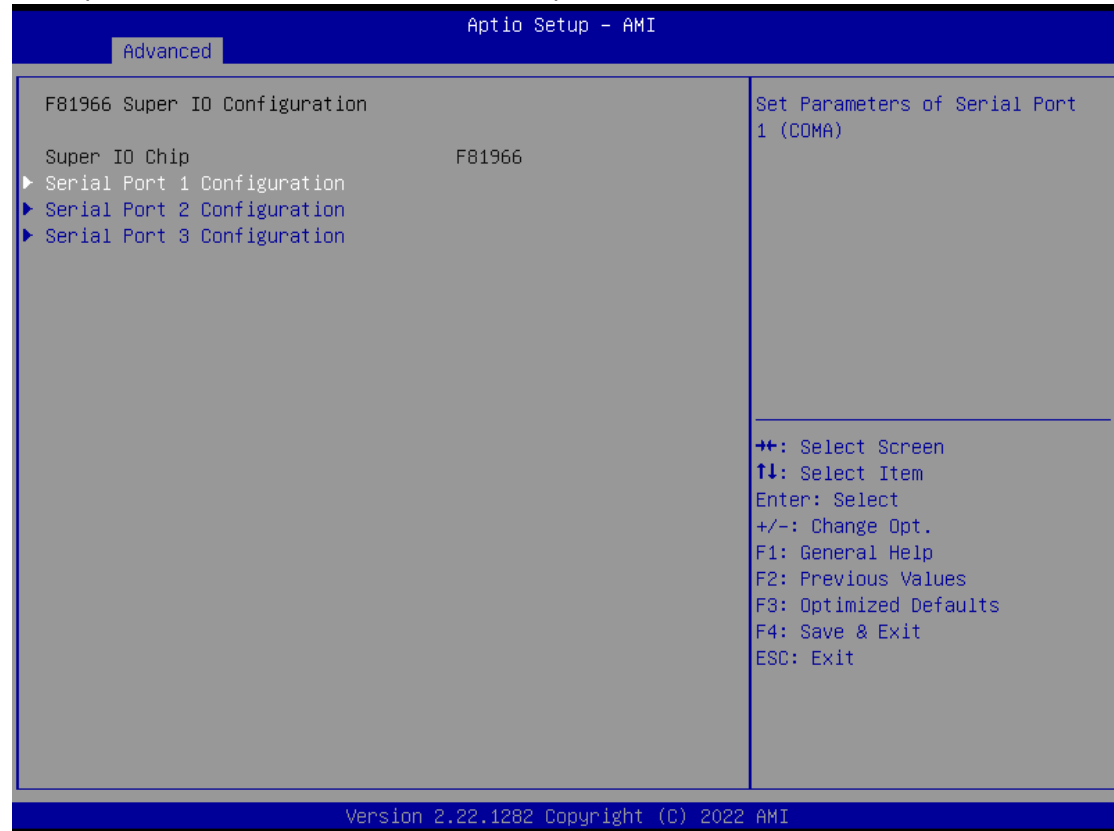 Aptio Setup – AMI
Advanced
F81966 Super IO Configuration
Super IO Chip F81966
▶ Serial Port 1 Configuration
▶ Serial Port 2 Configuration
▶ Serial Port 3 Configuration
Set Parameters of Serial Port
1 (COMA)
→←: Select Screen
↑↓: Select Item
Enter: Select
+/-: Change Opt.
F1: General Help
F2: Previous Values
F3: Optimized Defaults
F4: Save & Exit
ESC: Exit
Version 2.22.1282 Copyright (C) 2022 AMI